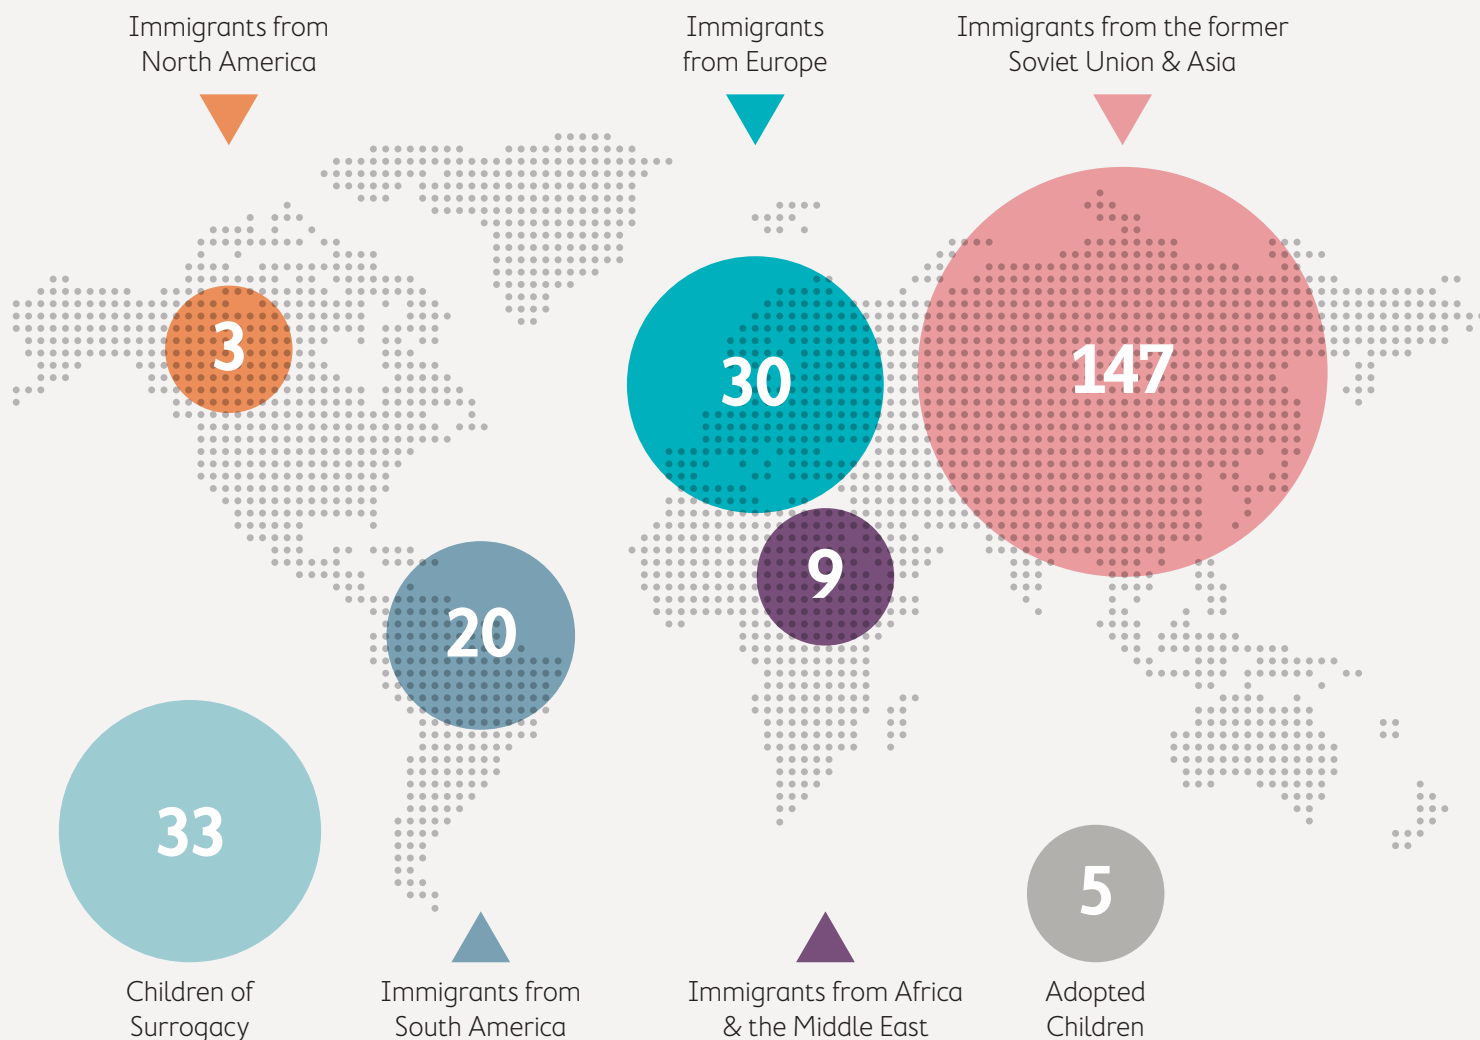 Immigrants from
North America
Immigrants
from Europe
Immigrants from the former
Soviet Union & Asia
3
30
147
9
20
33
5
Children of
Surrogacy
Immigrants from
South America
Immigrants from Africa
& the Middle East
Adopted
Children